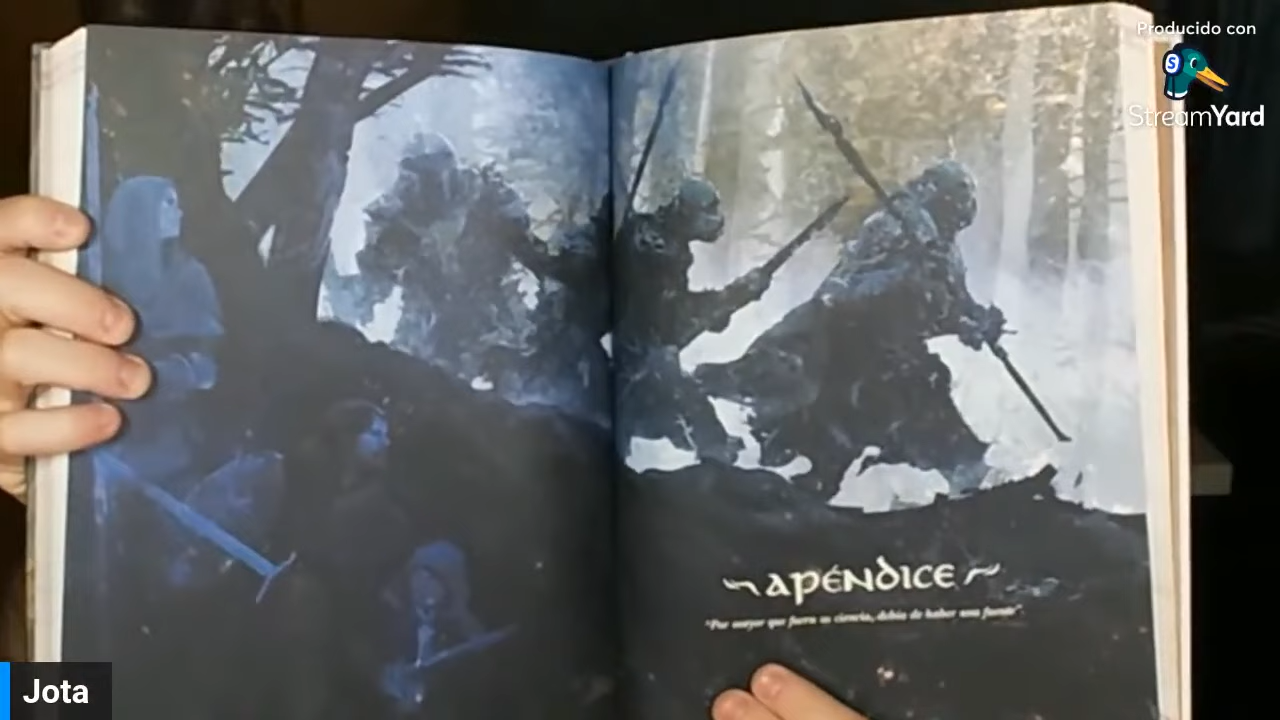 Producido con
StreamYard
APÉNDICE
"Por mayor que fuera su ciencia, debía de haber una fuente".
Jota